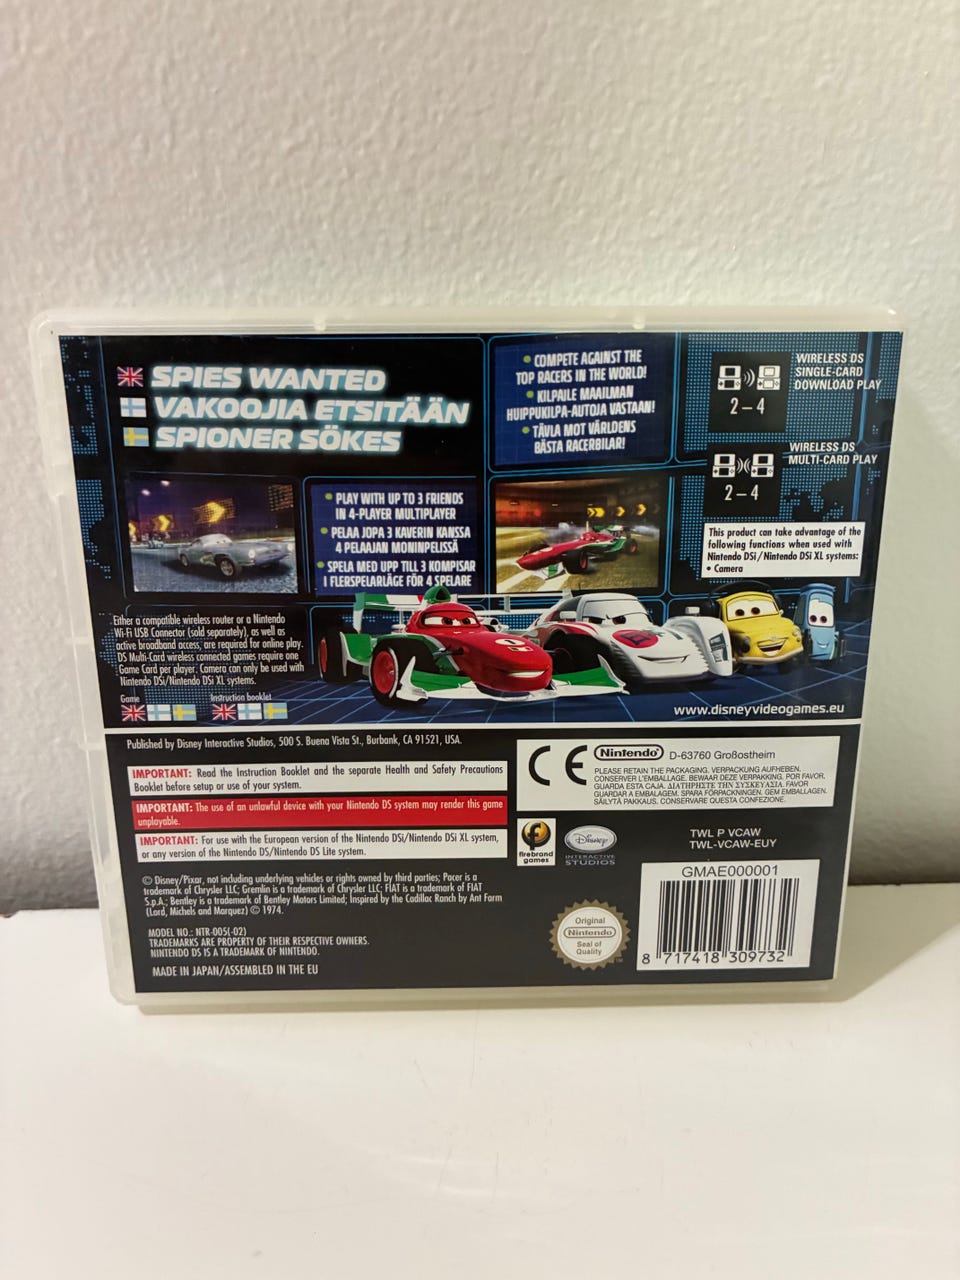 SPIES WANTED
VAKOOJIA ETSITÄÄN
SPIONER SÖKES
• COMPETE AGAINST THE
TOP RACERS IN THE WORLD!
• KILPAILE MAAILMAN
HUIPPUKILPA-AUTOJA VASTAAN!
• TÄVLA MOT VÄRLDENS
BÄSTA RACERBILAR!
WIRELESS DS
SINGLE-CARD
DOWNLOAD PLAY
2 – 4
WIRELESS DS
MULTI-CARD PLAY
2 – 4
• PLAY WITH UP TO 3 FRIENDS
IN 4-PLAYER MULTIPLAYER
• PELAA JOPA 3 KAVERIN KANSSA
4 PELAAJAN MONINPELISSÄ
• SPELA MED UPP TILL 3 KOMPISAR
I FLERSPELARLÄGE FÖR 4 SPELARE
This product can take advantage of the
following functions when used with
Nintendo DSi/Nintendo DSi XL systems:
• Camera
Either a compatible wireless router or a Nintendo
Wi-Fi USB Connector (sold separately), as well as
active broadband access, are required for online play.
DS Multi-Card wireless connected games require one
Game Card per player. Camera can only be used with
Nintendo DSi/Nintendo DSi XL systems.
Game Instruction booklet
1
www.disneyvideogames.eu
Published by Disney Interactive Studios, 500 S. Buena Vista St., Burbank, CA 91521, USA.
IMPORTANT: Read the Instruction Booklet and the separate Health and Safety Precautions
Booklet before setup or use of your system.
IMPORTANT: The use of an unlawful device with your Nintendo DS system may render this game
unplayable.
IMPORTANT: For use with the European version of the Nintendo DSi/Nintendo DSi XL system,
or any version of the Nintendo DS/Nintendo DS Lite system.
CE Nintendo® D-63760 Großostheim
PLEASE RETAIN THE PACKAGING. VERPACKUNG AUFHEBEN.
CONSERVER L'EMBALLAGE. BEWAAR DEZE VERPAKKING. POR FAVOR,
GUARDA ESTA CAJA. ΔΙΑΤΗΡΗΣΤΕ ΤΗΝ ΣΥΣΚΕΥΑΣΙΑ. FAVOR
GUARDAR A EMBALAGEM. SPARA FÖRPACKNINGEN. GEM EMBALLAGEN.
SÄILYTÄ PAKKAUS. CONSERVARE QUESTA CONFEZIONE.
firebrand
games
Disney
INTERACTIVE
STUDIOS
TWL P VCAW
TWL-VCAW-EUY
© Disney/Pixar, not including underlying vehicles or rights owned by third parties; Pacer is a
trademark of Chrysler LLC; Gremlin is a trademark of Chrysler LLC; FIAT is a trademark of FIAT
S.p.A.; Bentley is a trademark of Bentley Motors Limited; Inspired by the Cadillac Ranch by Ant Farm
(Lord, Michels and Marquez) © 1974.
MODEL NO.: NTR-005(-02)
TRADEMARKS ARE PROPERTY OF THEIR RESPECTIVE OWNERS.
NINTENDO DS IS A TRADEMARK OF NINTENDO.
MADE IN JAPAN/ASSEMBLED IN THE EU
Original
Nintendo
Seal of
Quality
TM
GMAE000001
8 717418 309732